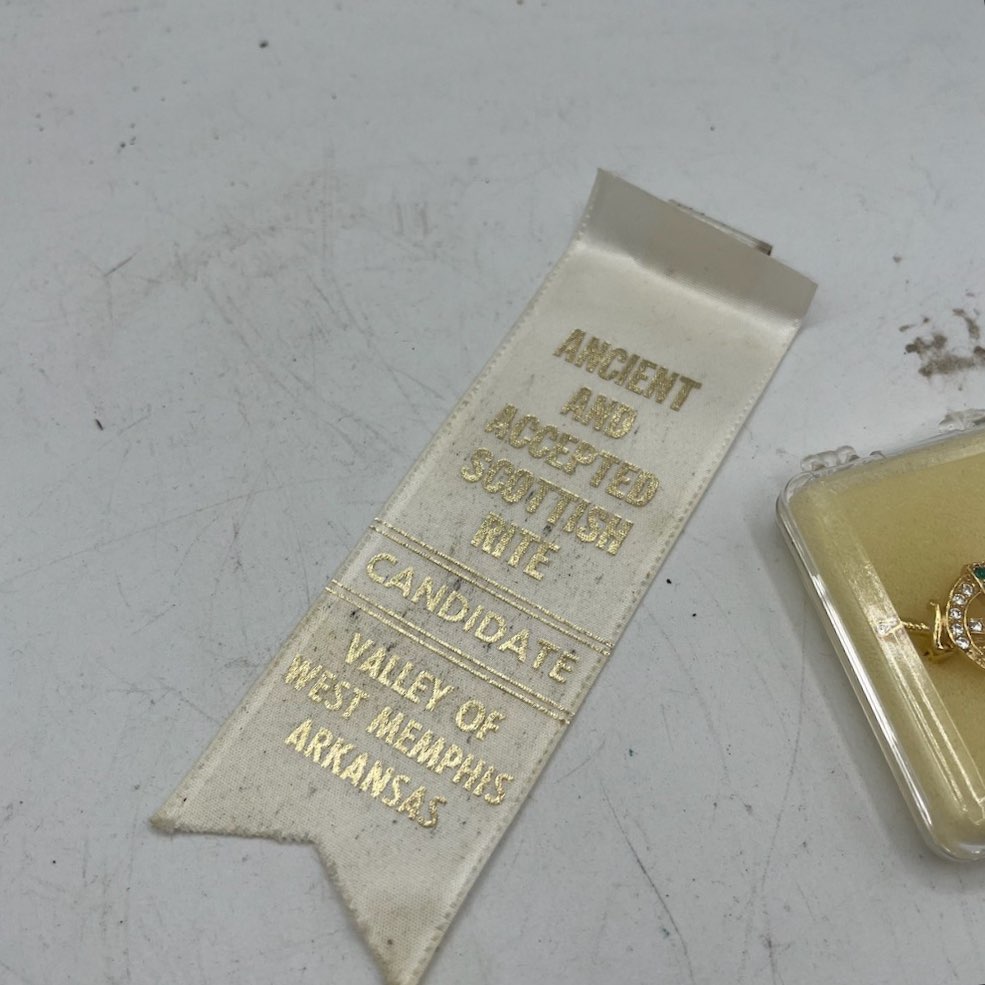 ANCIENT
AND
ACCEPTED
SCOTTISH
RITE
CANDIDATE
VALLEY OF
WEST MEMPHIS
ARKANSAS